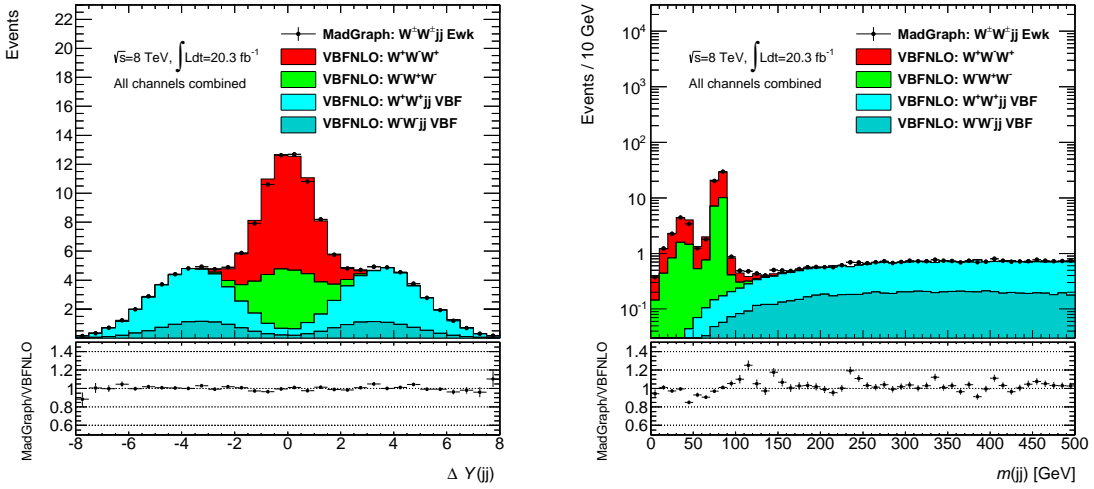 Events
22
20
18
16
14
12
10
8
6
4
2
√s=8 TeV, ∫Ldt=20.3 fb⁻¹
All channels combined
MadGraph: W±W±jj Ewk
VBFNLO: W⁺W⁻W⁺
VBFNLO: W⁻W⁺W⁻
VBFNLO: W⁺W⁺jj VBF
VBFNLO: W⁻W⁻jj VBF
MadGraph/VBFNLO
1.4
1.2
1
0.8
0.6
-8 -6 -4 -2 0 2 4 6 8
Δ Y(jj)
Events / 10 GeV
10⁴
10³
10²
10
1
10⁻¹
√s=8 TeV, ∫Ldt=20.3 fb⁻¹
All channels combined
MadGraph: W±W±jj Ewk
VBFNLO: W⁺W⁻W⁺
VBFNLO: W⁻W⁺W⁻
VBFNLO: W⁺W⁺jj VBF
VBFNLO: W⁻W⁻jj VBF
MadGraph/VBFNLO
1.4
1.2
1
0.8
0.6
0 50 100 150 200 250 300 350 400 450 500
m(jj) [GeV]